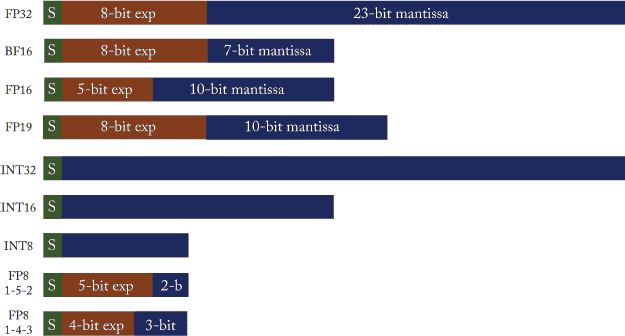 FP32 S 8-bit exp 23-bit mantissa
BF16 S 8-bit exp 7-bit mantissa
FP16 S 5-bit exp 10-bit mantissa
FP19 S 8-bit exp 10-bit mantissa
INT32 S
INT16 S
INT8 S
FP8
1-5-2 S 5-bit exp 2-b
FP8
1-4-3 S 4-bit exp 3-bit